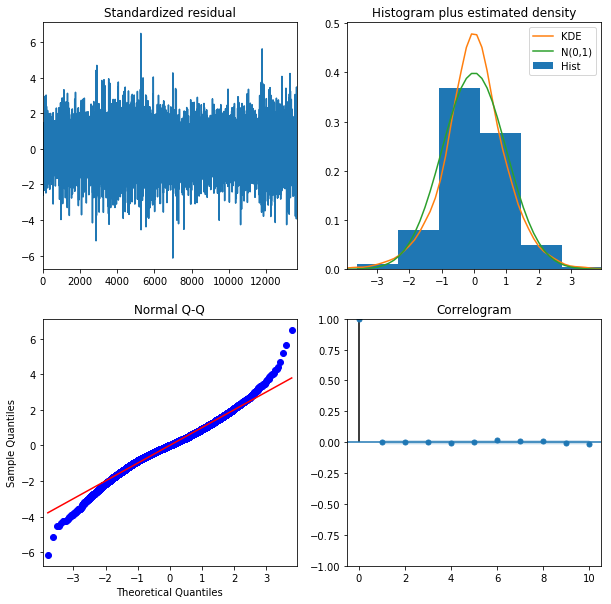 Standardized residual
6
4
2
0
−2
−4
−6
0 2000 4000 6000 8000 10000 12000
Histogram plus estimated density
KDE
N(0,1)
Hist
0.5
0.4
0.3
0.2
0.1
0.0
−3 −2 −1 0 1 2 3
Normal Q-Q
Sample Quantiles
6
4
2
0
−2
−4
−6
−3 −2 −1 0 1 2 3
Theoretical Quantiles
Correlogram
1.00
0.75
0.50
0.25
0.00
−0.25
−0.50
−0.75
−1.00
0 2 4 6 8 10